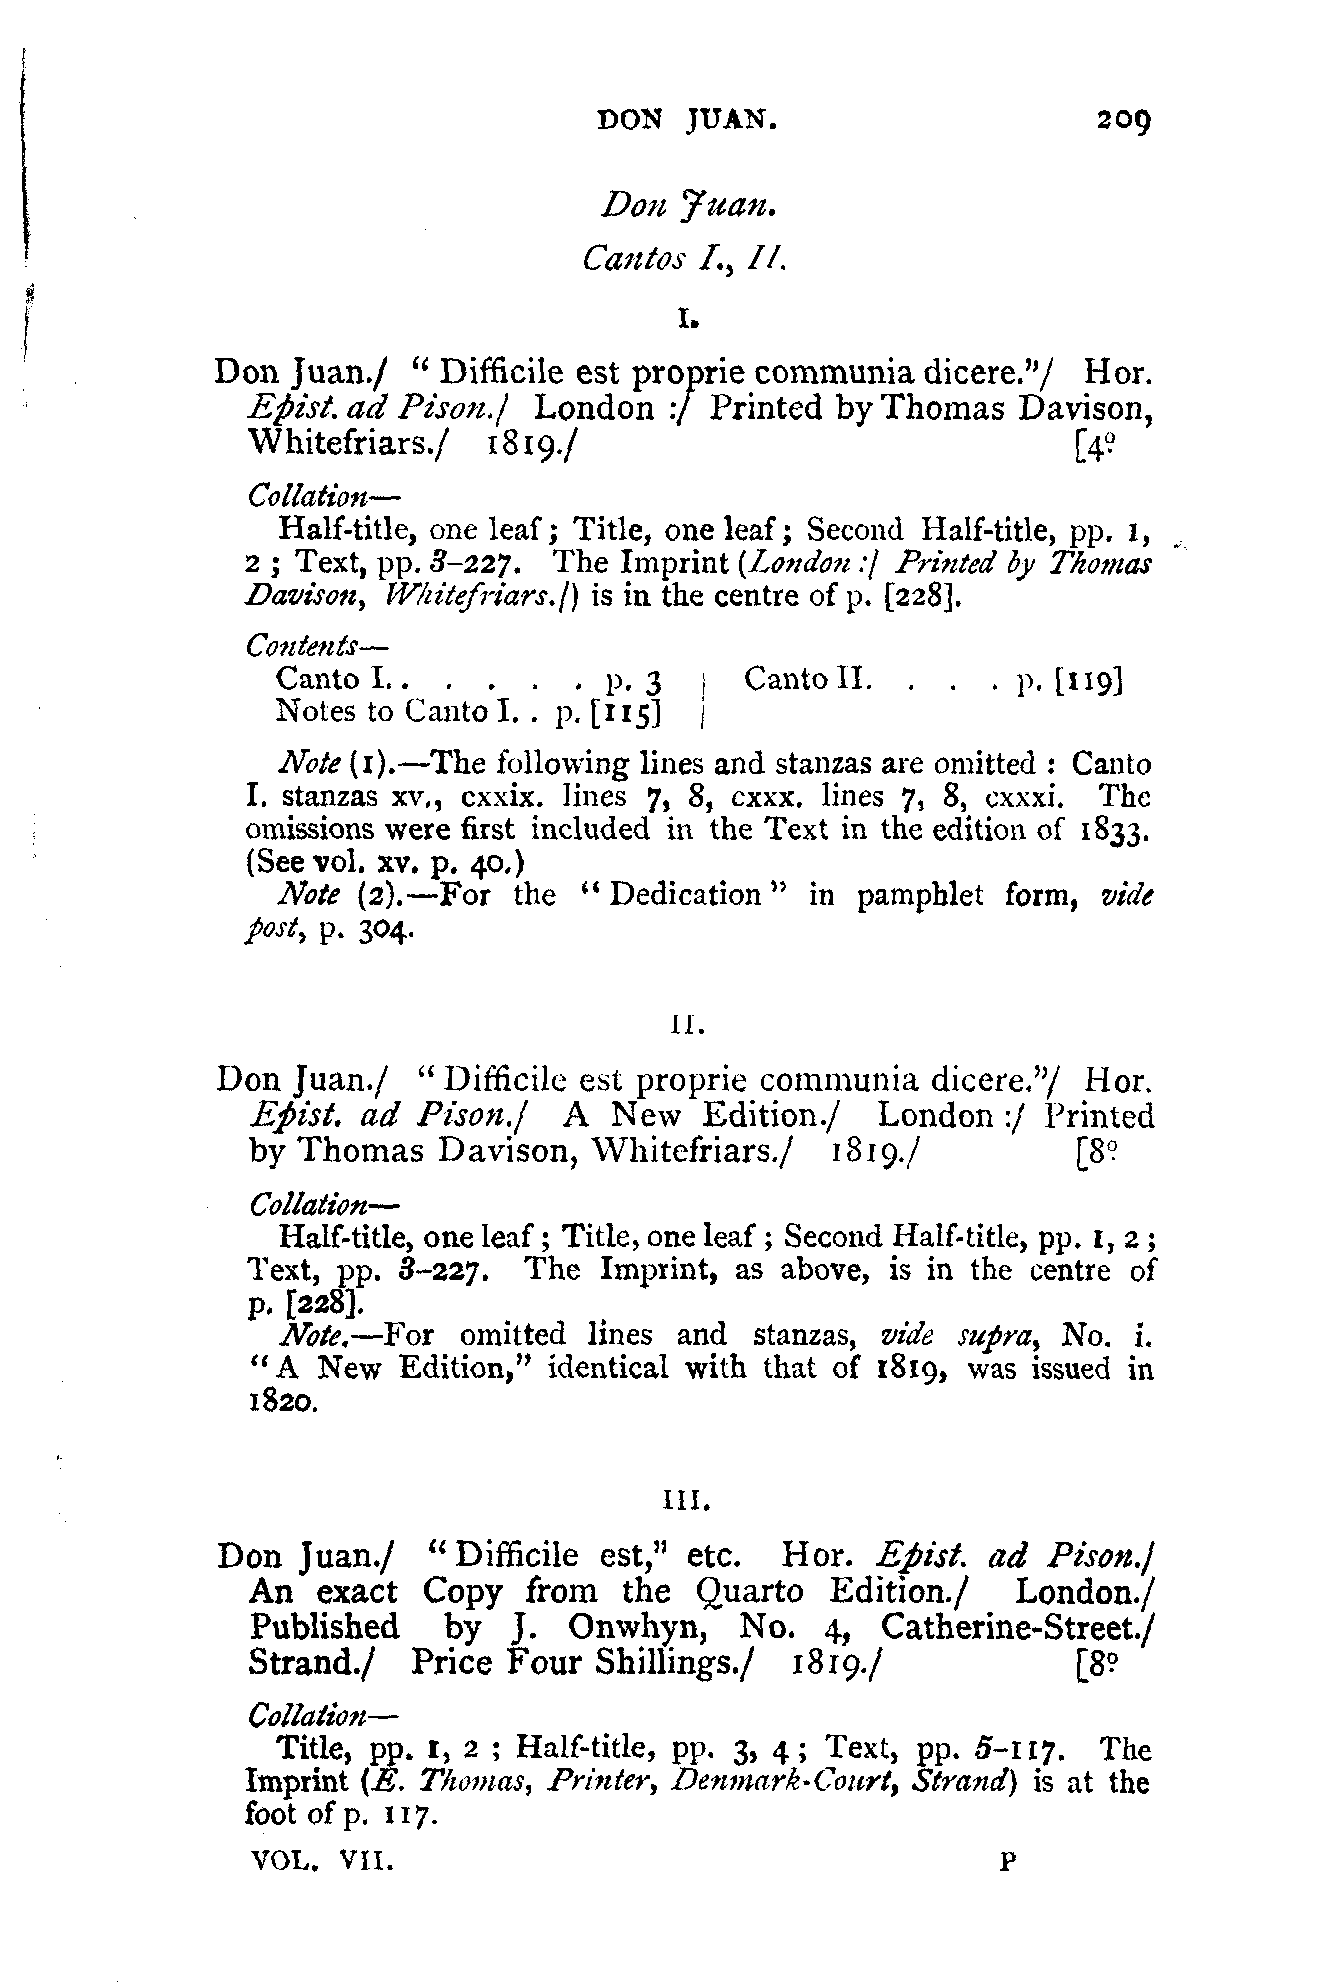 DON JUAN. 209
Don Juan.
Cantos I., II.
I.
Don Juan./ “ Difficile est proprie communia dicere.”/ Hor.
Epist. ad Pison./ London :/ Printed by Thomas Davison,
Whitefriars./ 1819./ [4º
Collation—
Half-title, one leaf ; Title, one leaf ; Second Half-title, pp. 1,
2 ; Text, pp. 3–227. The Imprint (London :/ Printed by Thomas
Davison, Whitefriars./) is in the centre of p. [228].
Contents—
Canto I. . . . . . p. 3 | Canto II. . . . . p. [119]
Notes to Canto I. . p. [115] |
Note (1).—The following lines and stanzas are omitted : Canto
I. stanzas xv., cxxix. lines 7, 8, cxxx. lines 7, 8, cxxxi. The
omissions were first included in the Text in the edition of 1833.
(See vol. xv. p. 40.)
Note (2).—For the “ Dedication ” in pamphlet form, vide
post, p. 304.
II.
Don Juan./ “ Difficile est proprie communia dicere.”/ Hor.
Epist. ad Pison./ A New Edition./ London :/ Printed
by Thomas Davison, Whitefriars./ 1819./ [8º
Collation—
Half-title, one leaf ; Title, one leaf ; Second Half-title, pp. 1, 2 ;
Text, pp. 3–227. The Imprint, as above, is in the centre of
p. [228].
Note.—For omitted lines and stanzas, vide supra, No. i.
“ A New Edition,” identical with that of 1819, was issued in
1820.
III.
Don Juan./ “ Difficile est,” etc. Hor. Epist. ad Pison./
An exact Copy from the Quarto Edition./ London./
Published by J. Onwhyn, No. 4, Catherine-Street./
Strand./ Price Four Shillings./ 1819./ [8º
Collation—
Title, pp. 1, 2 ; Half-title, pp. 3, 4 ; Text, pp. 5–117. The
Imprint (E. Thomas, Printer, Denmark-Court, Strand) is at the
foot of p. 117.
VOL. VII. P